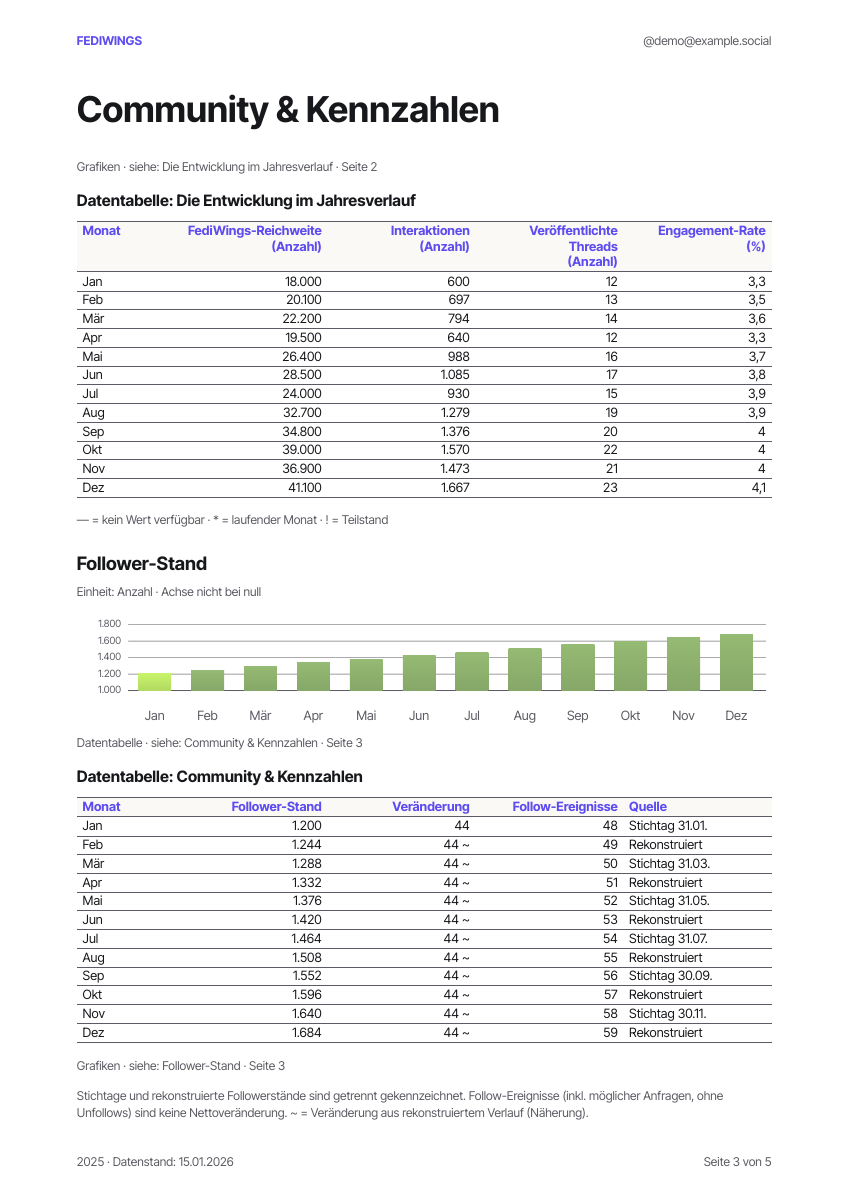 FEDIWINGS @demo@example.social
Community & Kennzahlen
Grafiken · siehe: Die Entwicklung im Jahresverlauf · Seite 2
Datentabelle: Die Entwicklung im Jahresverlauf
Monat FediWings-Reichweite (Anzahl) Interaktionen (Anzahl) Veröffentlichte Threads (Anzahl) Engagement-Rate (%)
Jan 18.000 600 12 3,3
Feb 20.100 697 13 3,5
Mär 22.200 794 14 3,6
Apr 19.500 640 12 3,3
Mai 26.400 988 16 3,7
Jun 28.500 1.085 17 3,8
Jul 24.000 930 15 3,9
Aug 32.700 1.279 19 3,9
Sep 34.800 1.376 20 4
Okt 39.000 1.570 22 4
Nov 36.900 1.473 21 4
Dez 41.100 1.667 23 4,1
— = kein Wert verfügbar · * = laufender Monat · ! = Teilstand
Follower-Stand
Einheit: Anzahl · Achse nicht bei null
1.800
1.600
1.400
1.200
1.000
Jan Feb Mär Apr Mai Jun Jul Aug Sep Okt Nov Dez
Datentabelle · siehe: Community & Kennzahlen · Seite 3
Datentabelle: Community & Kennzahlen
Monat Follower-Stand Veränderung Follow-Ereignisse Quelle
Jan 1.200 44 48 Stichtag 31.01.
Feb 1.244 44 ~ 49 Rekonstruiert
Mär 1.288 44 ~ 50 Stichtag 31.03.
Apr 1.332 44 ~ 51 Rekonstruiert
Mai 1.376 44 ~ 52 Stichtag 31.05.
Jun 1.420 44 ~ 53 Rekonstruiert
Jul 1.464 44 ~ 54 Stichtag 31.07.
Aug 1.508 44 ~ 55 Rekonstruiert
Sep 1.552 44 ~ 56 Stichtag 30.09.
Okt 1.596 44 ~ 57 Rekonstruiert
Nov 1.640 44 ~ 58 Stichtag 30.11.
Dez 1.684 44 ~ 59 Rekonstruiert
Grafiken · siehe: Follower-Stand · Seite 3
Stichtage und rekonstruierte Followerstände sind getrennt gekennzeichnet. Follow-Ereignisse (inkl. möglicher Anfragen, ohne
Unfollows) sind keine Nettoveränderung. ~ = Veränderung aus rekonstruiertem Verlauf (Näherung).
2025 · Datenstand: 15.01.2026 Seite 3 von 5